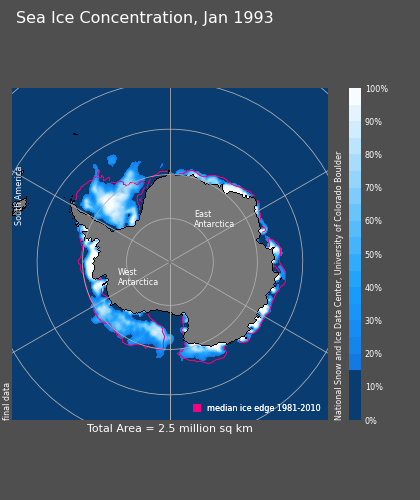 Sea Ice Concentration, Jan 1993
South America
East
Antarctica
West
Antarctica
final data
median ice edge 1981-2010
Total Area = 2.5 million sq km
National Snow and Ice Data Center, University of Colorado Boulder
100%
90%
80%
70%
60%
50%
40%
30%
20%
10%
0%